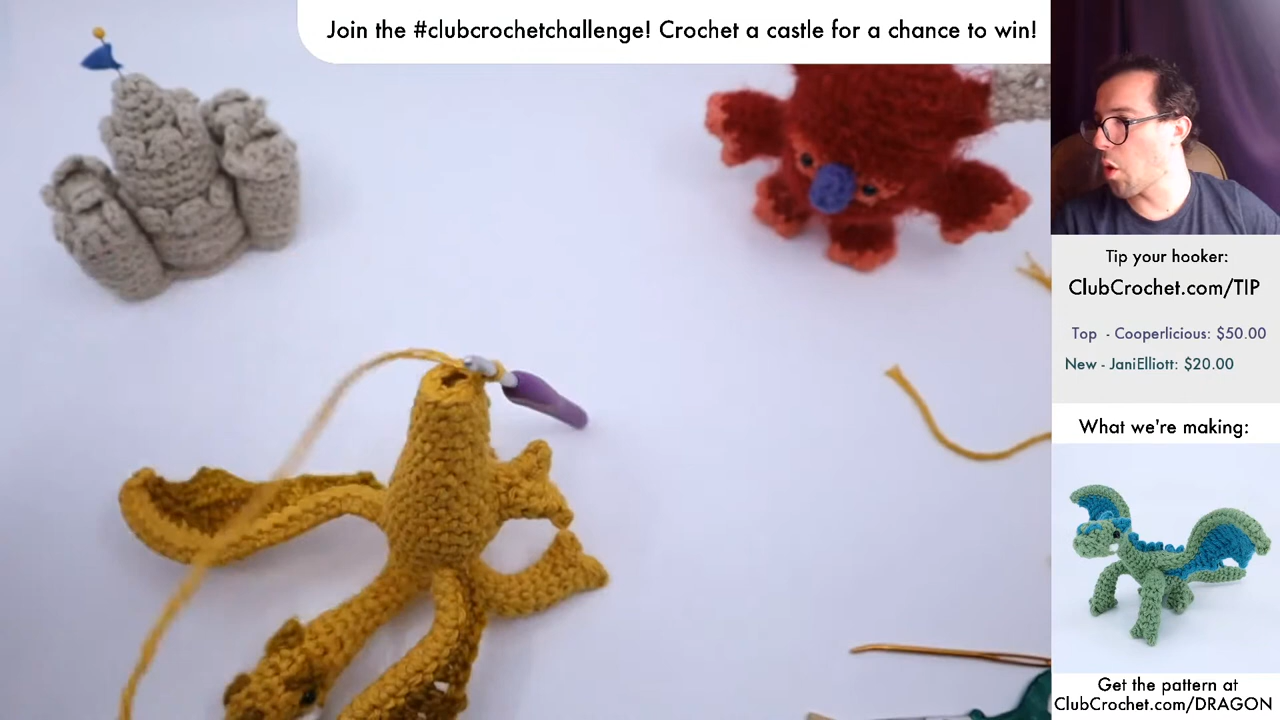 Join the #clubcrochetchallenge! Crochet a castle for a chance to win!
Tip your hooker:
ClubCrochet.com/TIP
Top - Cooperlicious: $50.00
New - JaniElliott: $20.00
What we're making:
Get the pattern at
ClubCrochet.com/DRAGON